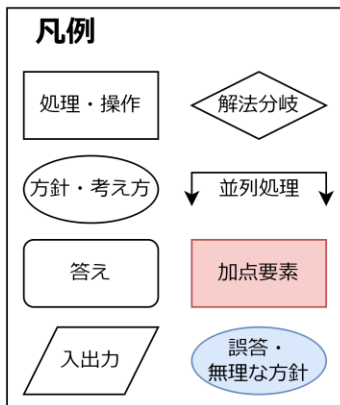 凡例
処理・操作
解法分岐
方針・考え方
並列処理
答え
加点要素
入出力
誤答・
無理な方針